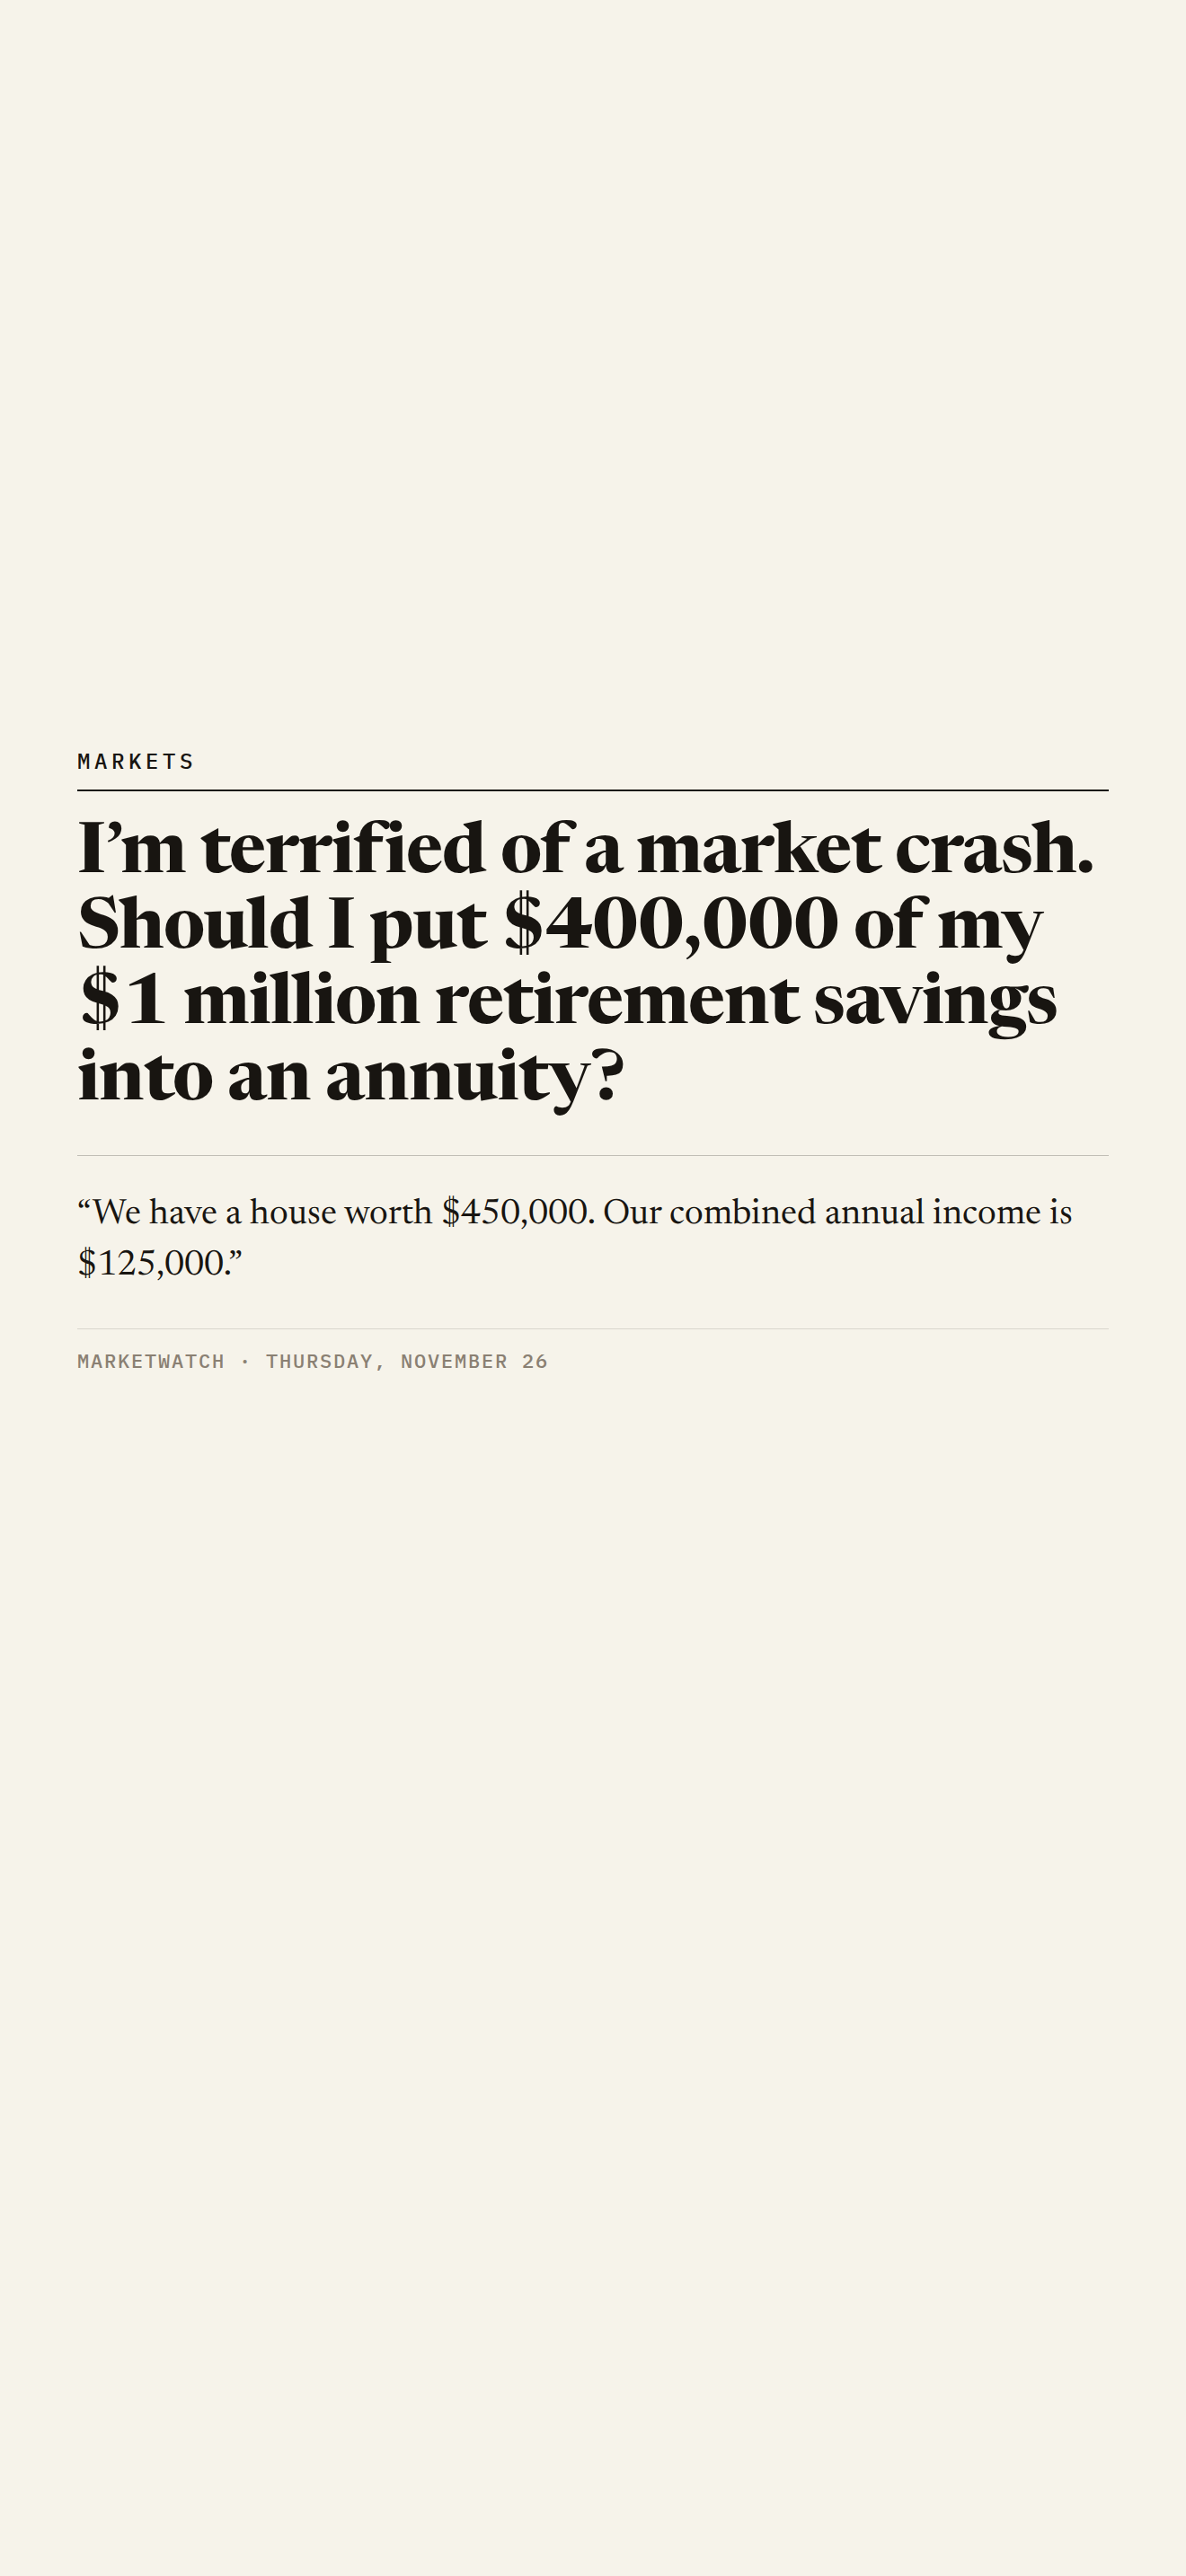 MARKETS
I’m terrified of a market crash.
Should I put $400,000 of my
$1 million retirement savings
into an annuity?
“We have a house worth $450,000. Our combined annual income is
$125,000.”
MARKETWATCH · THURSDAY, NOVEMBER 26